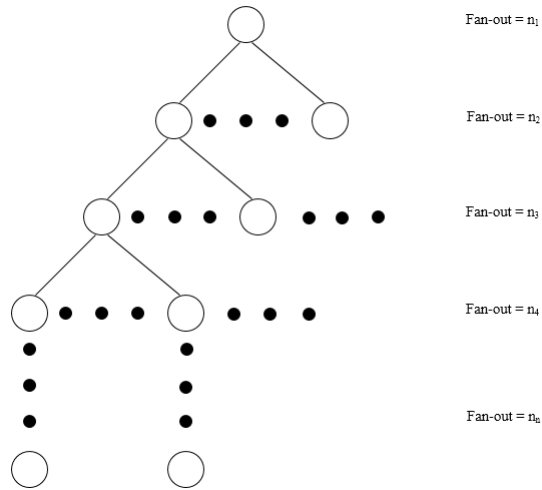 Fan-out = n₁
Fan-out = n₂
Fan-out = n₃
Fan-out = n₄
Fan-out = nₙ